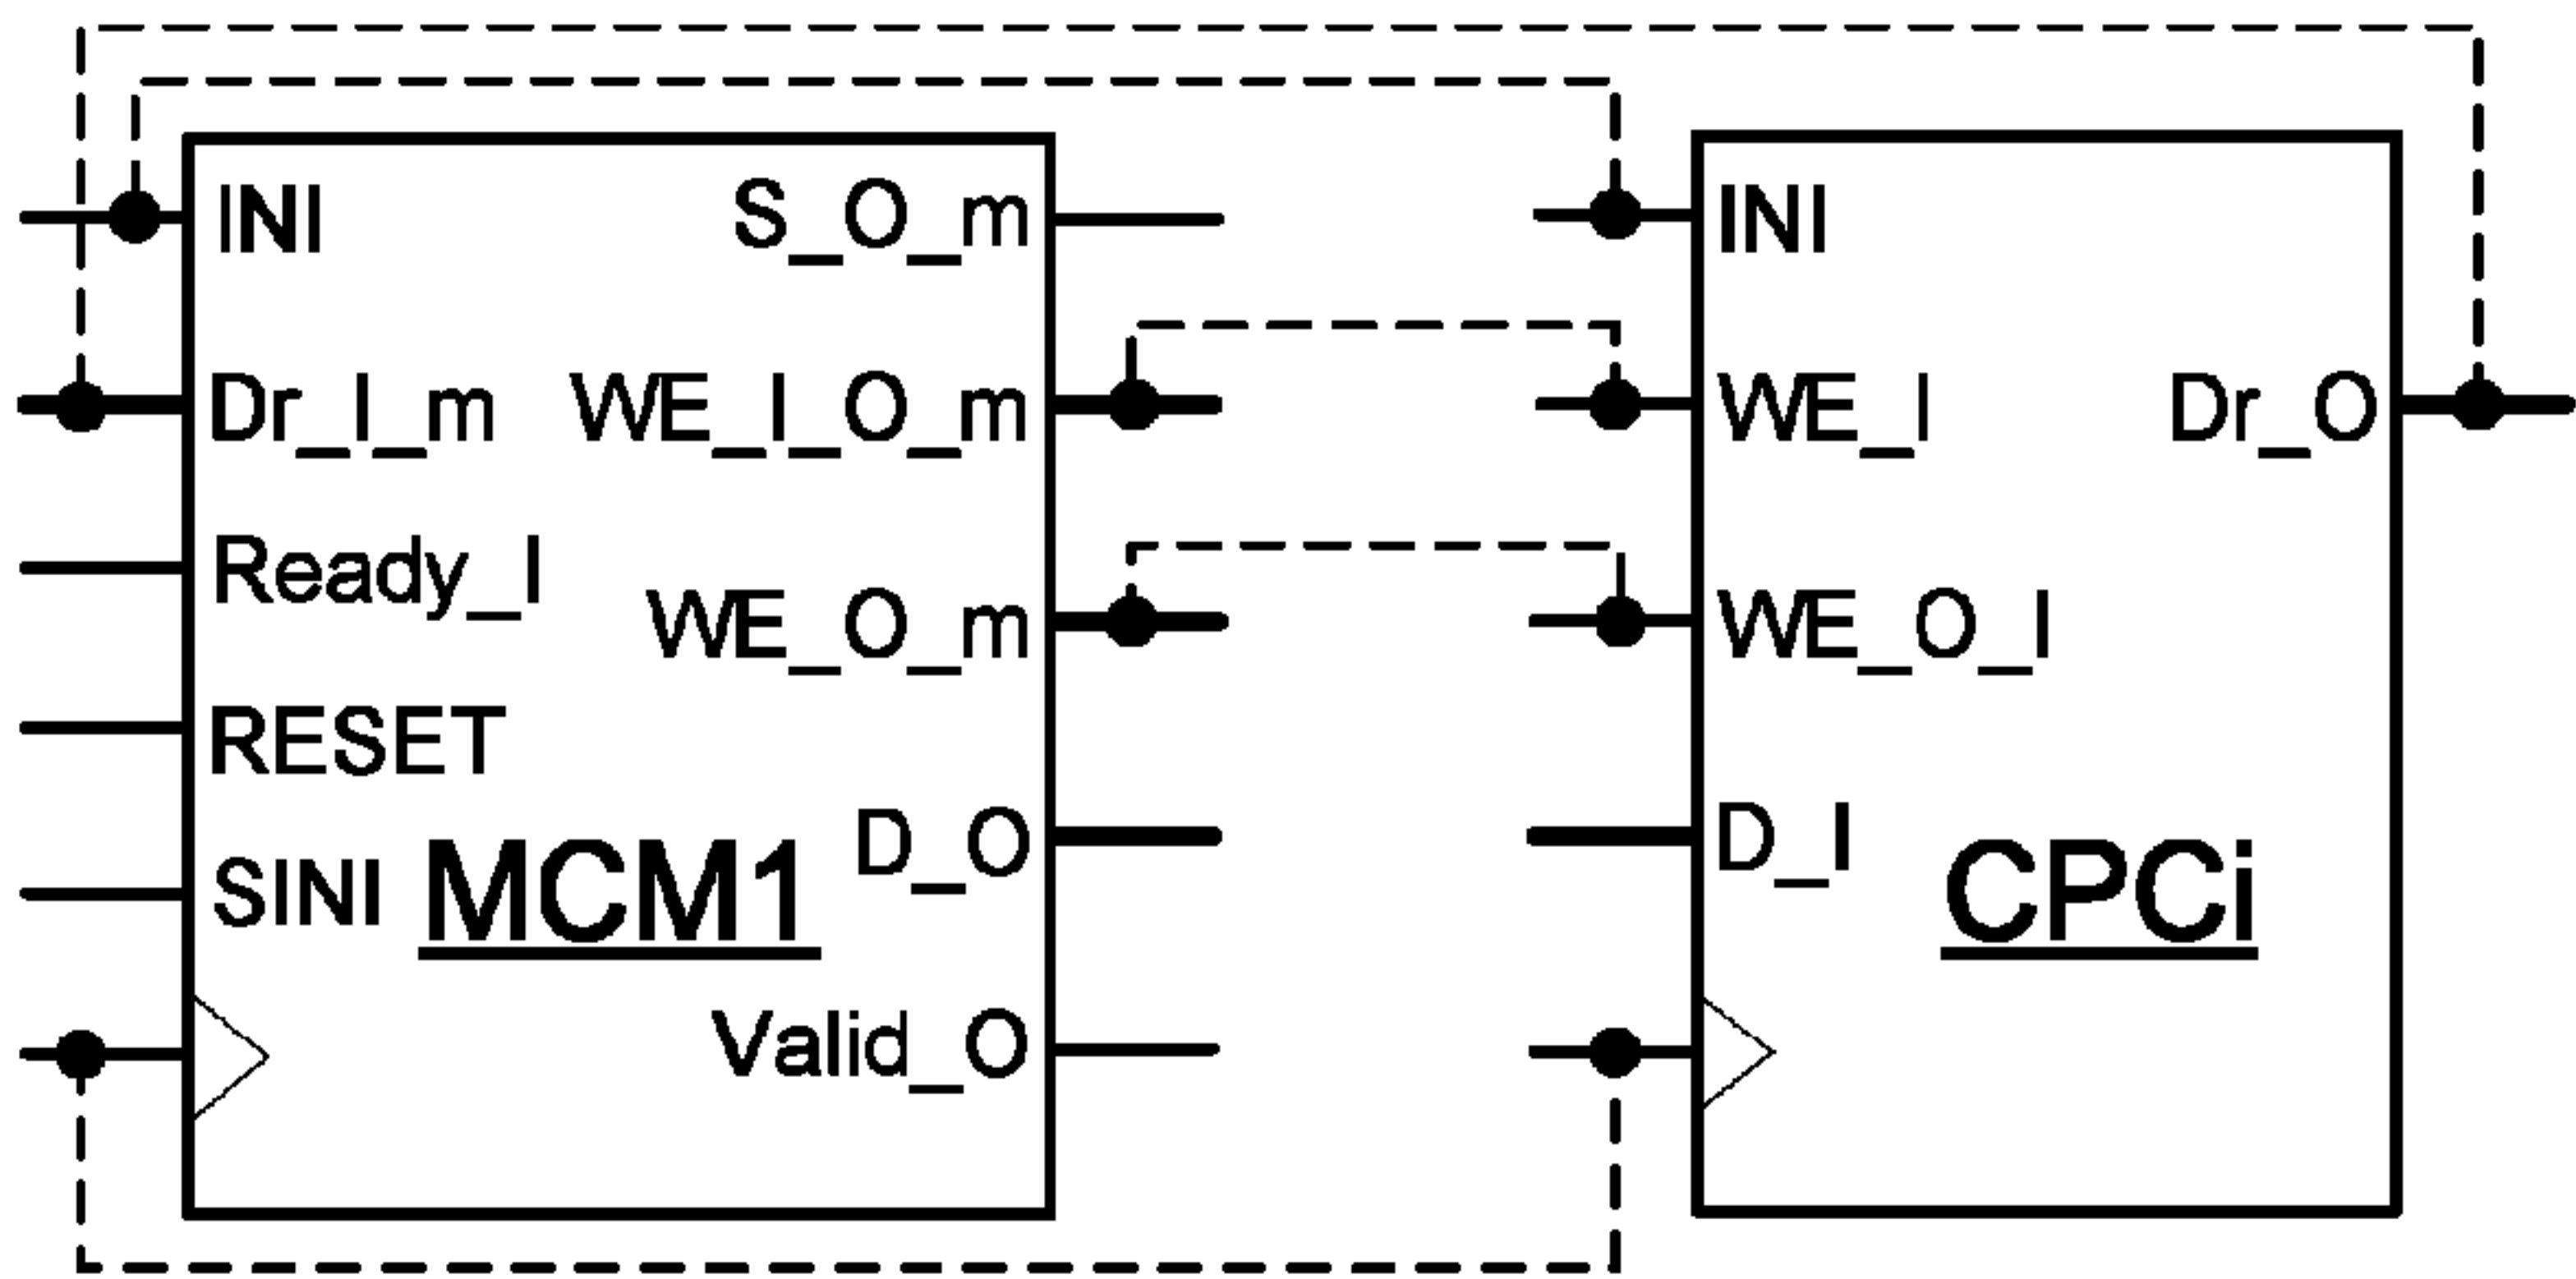 INI
Dr_I_m
Ready_I
RESET
SINI
MCM1
S_O_m
WE_I_O_m
WE_O_m
D_O
Valid_O
INI
WE_I
WE_O_I
D_I
CPCi
Dr_O